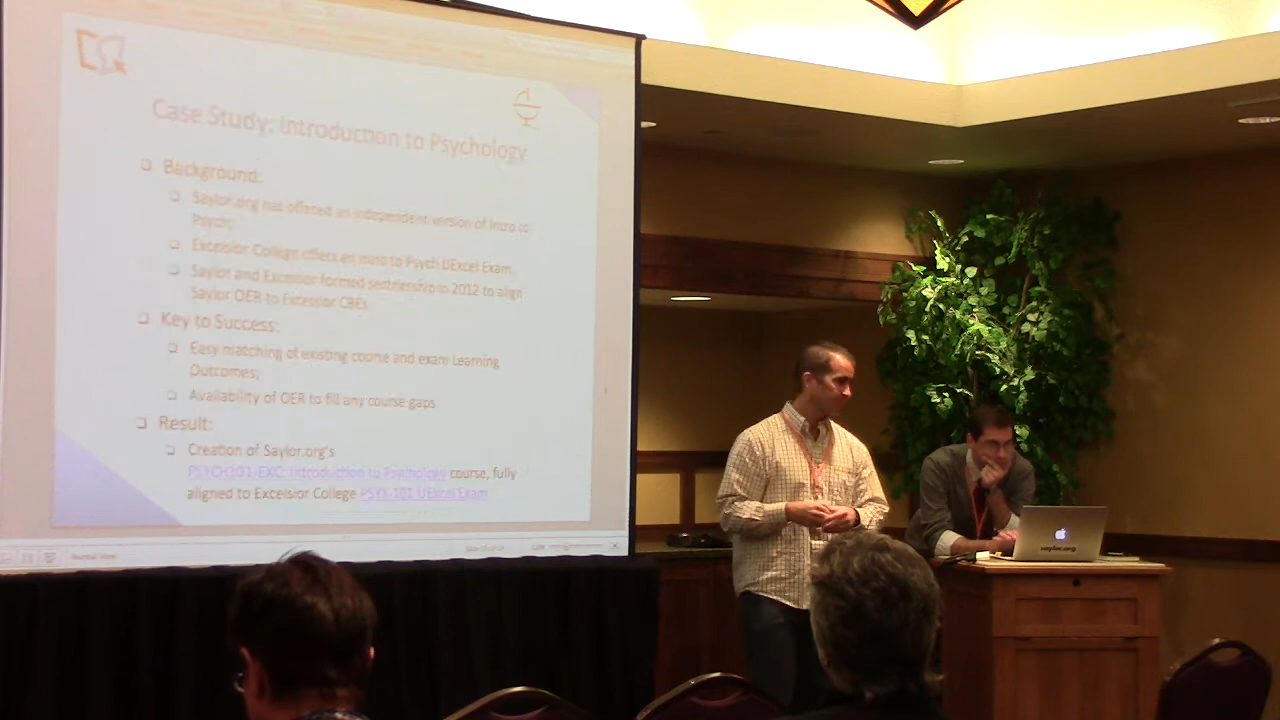 Case Study: Introduction to Psychology
Background:
Saylor.org has offered an independent version of Intro to
Psych;
Excelsior College offers an Intro to Psych UExcel Exam
Saylor and Excelsior formed partnership in 2012 to align
Saylor OER to Excelsior CBEs
Key to Success:
Easy matching of existing course and exam Learning
Outcomes;
Availability of OER to fill any course gaps
Result:
Creation of Saylor.org's
PSYCH101-EXC: Introduction to Psychology course, fully
aligned to Excelsior College PSYX-101 UExcel Exam
saylor.org